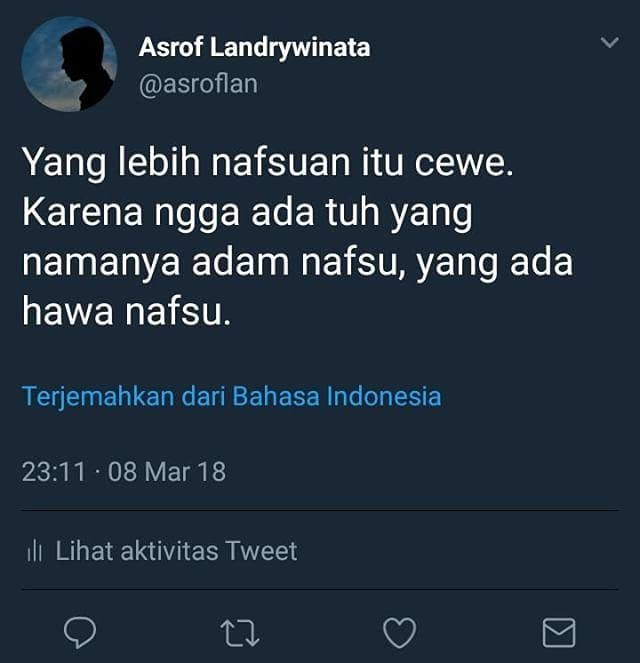 Asrof Landrywinata
@asroflan
Yang lebih nafsuan itu cewe.
Karena ngga ada tuh yang
namanya adam nafsu, yang ada
hawa nafsu.
Terjemahkan dari Bahasa Indonesia
23:11 · 08 Mar 18
Lihat aktivitas Tweet